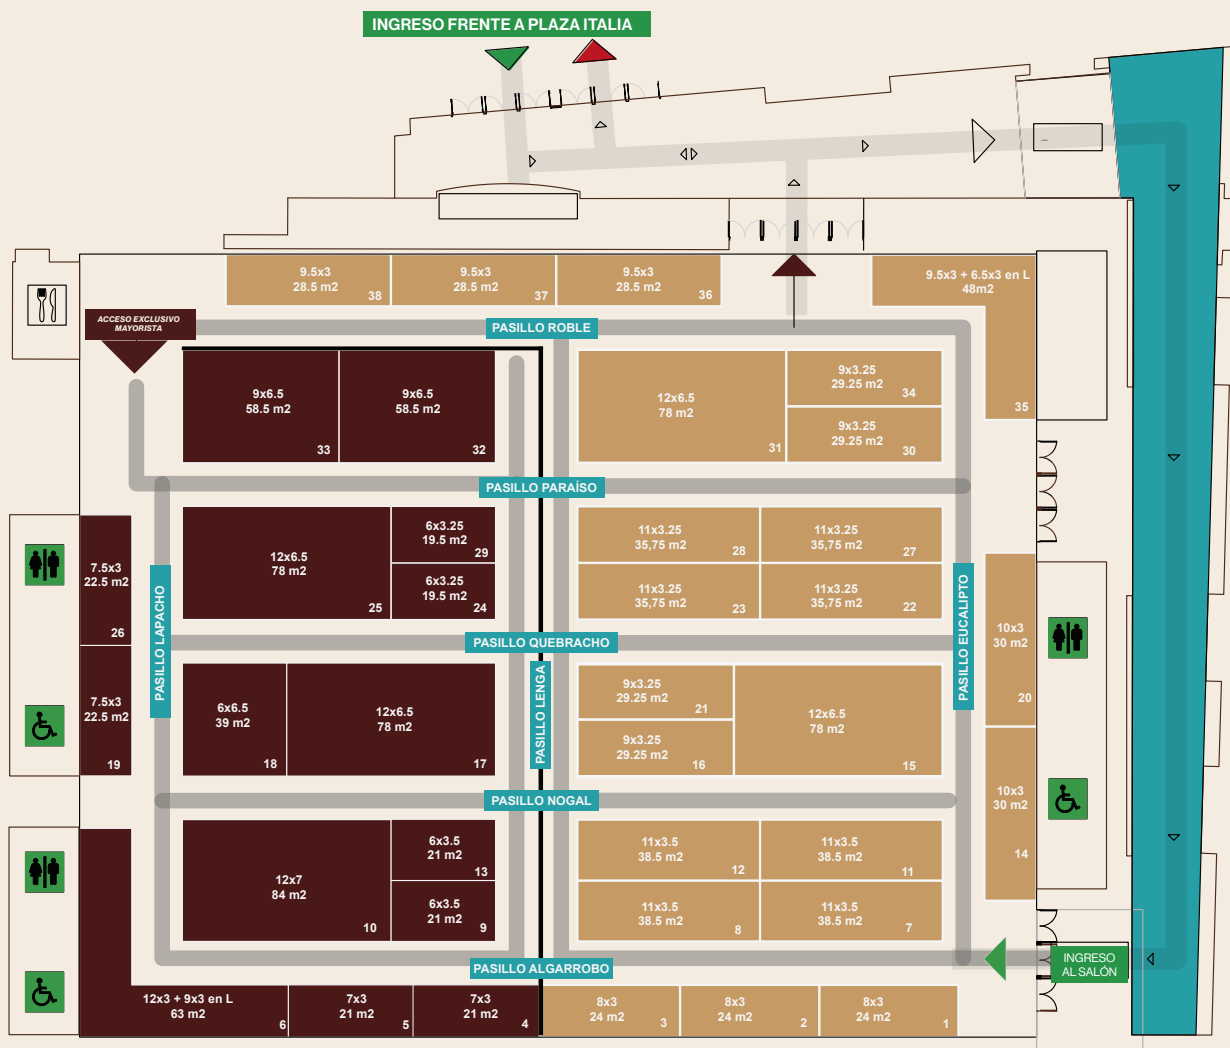 INGRESO FRENTE A PLAZA ITALIA
9.5x3
28.5 m2
38
9.5x3
28.5 m2
37
9.5x3
28.5 m2
36
9.5x3 + 6.5x3 en L
48m2
35
ACCESO EXCLUSIVO
MAYORISTA
PASILLO ROBLE
9x6.5
58.5 m2
33
9x6.5
58.5 m2
32
12x6.5
78 m2
31
9x3.25
29.25 m2
34
9x3.25
29.25 m2
30
PASILLO PARAÍSO
7.5x3
22.5 m2
26
PASILLO LAPACHO
12x6.5
78 m2
25
6x3.25
19.5 m2
29
6x3.25
19.5 m2
24
11x3.25
35,75 m2
28
11x3.25
35,75 m2
27
11x3.25
35,75 m2
23
11x3.25
35,75 m2
22
PASILLO EUCALIPTO
10x3
30 m2
20
PASILLO QUEBRACHO
7.5x3
22.5 m2
19
6x6.5
39 m2
18
12x6.5
78 m2
17
PASILLO LENGA
9x3.25
29.25 m2
21
9x3.25
29.25 m2
16
12x6.5
78 m2
15
10x3
30 m2
14
PASILLO NOGAL
12x7
84 m2
10
6x3.5
21 m2
13
6x3.5
21 m2
9
11x3.5
38.5 m2
12
11x3.5
38.5 m2
11
11x3.5
38.5 m2
8
11x3.5
38.5 m2
7
PASILLO ALGARROBO
INGRESO
AL SALÓN
12x3 + 9x3 en L
63 m2
6
7x3
21 m2
5
7x3
21 m2
4
8x3
24 m2
3
8x3
24 m2
2
8x3
24 m2
1